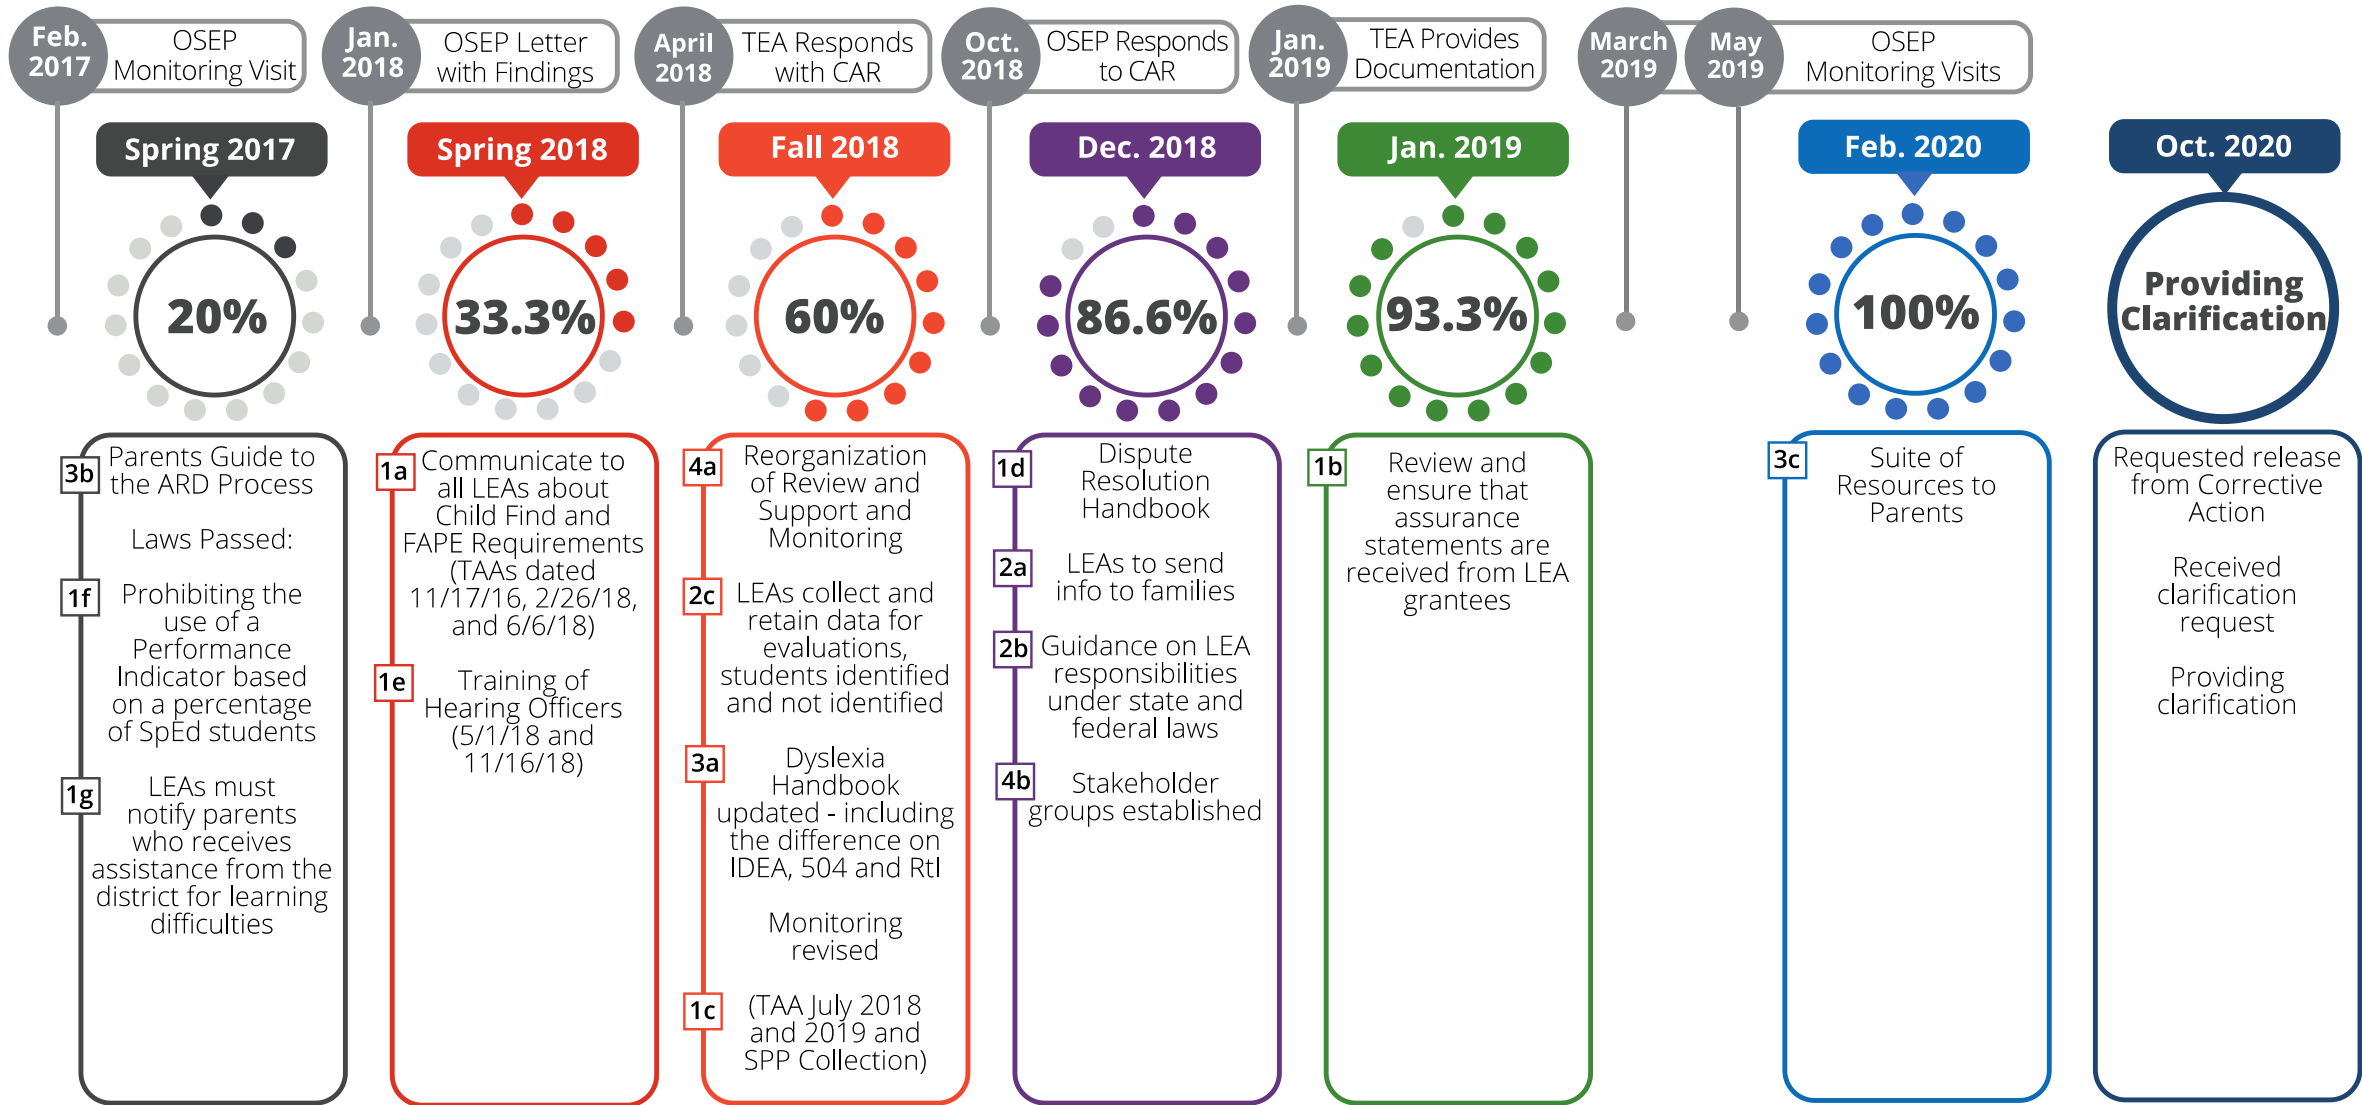 Feb.
2017
OSEP
Monitoring Visit
Jan.
2018
OSEP Letter
with Findings
April
2018
TEA Responds
with CAR
Oct.
2018
OSEP Responds
to CAR
Jan.
2019
TEA Provides
Documentation
March
2019
May
2019
OSEP
Monitoring Visits
Spring 2017
20%
3b
Parents Guide to
the ARD Process
Laws Passed:
1f
Prohibiting the
use of a
Performance
Indicator based
on a percentage
of SpEd students
1g
LEAs must
notify parents
who receives
assistance from the
district for learning
difficulties
Spring 2018
33.3%
1a
Communicate to
all LEAs about
Child Find and
FAPE Requirements
(TAAs dated
11/17/16, 2/26/18,
and 6/6/18)
1e
Training of
Hearing Officers
(5/1/18 and
11/16/18)
Fall 2018
60%
4a
Reorganization
of Review and
Support and
Monitoring
2c
LEAs collect and
retain data for
evaluations,
students identified
and not identified
3a
Dyslexia
Handbook
updated - including
the difference on
IDEA, 504 and RtI
Monitoring
revised
1c
(TAA July 2018
and 2019 and
SPP Collection)
Dec. 2018
86.6%
1d
Dispute
Resolution
Handbook
2a
LEAs to send
info to families
2b
Guidance on LEA
responsibilities
under state and
federal laws
4b
Stakeholder
groups established
Jan. 2019
93.3%
1b
Review and
ensure that
assurance
statements are
received from LEA
grantees
Feb. 2020
100%
3c
Suite of
Resources to
Parents
Oct. 2020
Providing
Clarification
Requested release
from Corrective
Action
Received
clarification
request
Providing
clarification